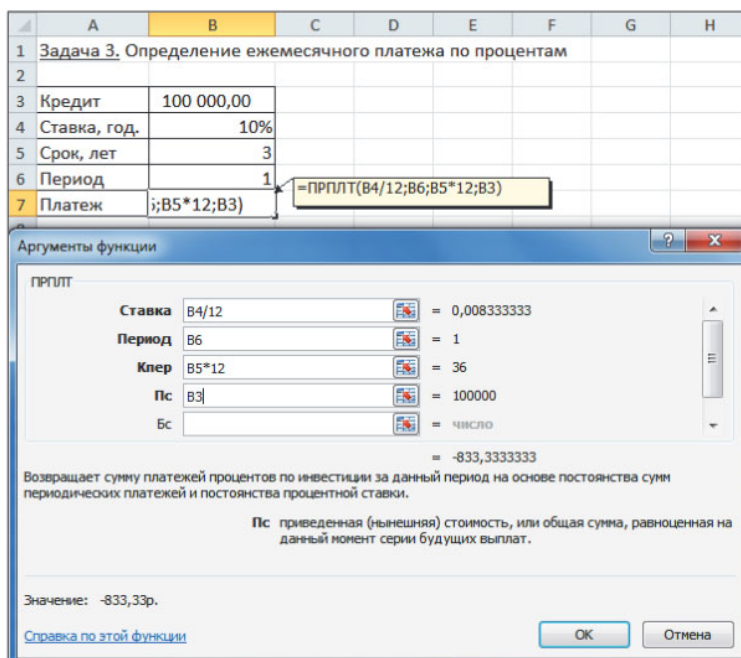 A B C D E F G H
1 Задача 3. Определение ежемесячного платежа по процентам
2
3 Кредит 100 000,00
4 Ставка, год. 10%
5 Срок, лет 3
6 Период 1 =ПРПЛТ(B4/12;B6;B5*12;B3)
7 Платеж ;B5*12;B3)
Аргументы функции
ПРПЛТ
Ставка B4/12 = 0,008333333
Период B6 = 1
Кпер B5*12 = 36
Пс B3 = 100000
Бс = число
= -833,3333333
Возвращает сумму платежей процентов по инвестиции за данный период на основе постоянства сумм
периодических платежей и постоянства процентной ставки.
Пс приведенная (нынешняя) стоимость, или общая сумма, равноценная на
данный момент серии будущих выплат.
Значение: -833,33р.
Справка по этой функции OK Отмена